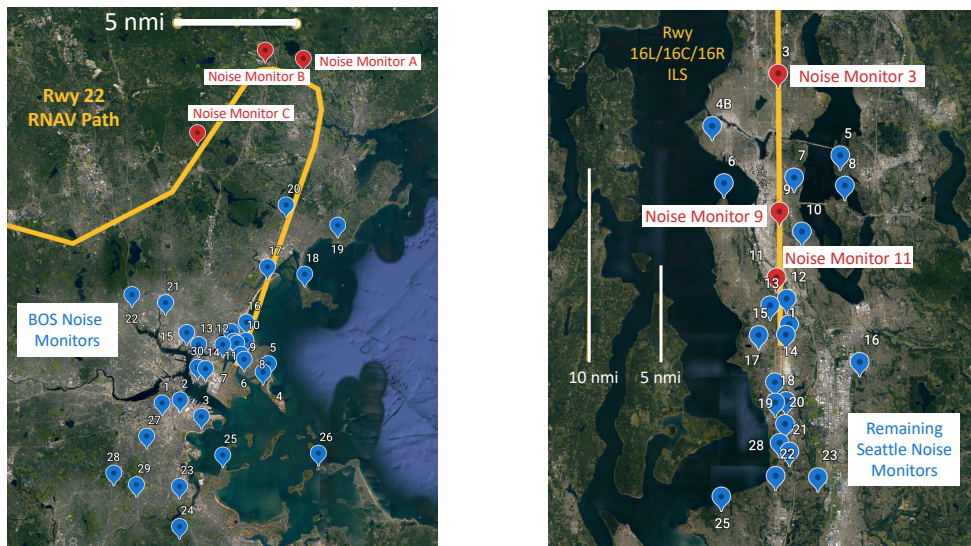 5 nmi
Noise Monitor A
Noise Monitor B
Rwy 22
RNAV Path
Noise Monitor C
20
19
17
18
21
22
BOS Noise
Monitors
16
15
13
12
10
30
14
11
9
5
8
7
6
4
1
2
3
27
25
26
28
29
23
24
Rwy
16L/16C/16R
ILS
3
Noise Monitor 3
4B
5
6
7
8
9
10
Noise Monitor 9
11
Noise Monitor 11
12
13
15
1
14
17
16
10 nmi
5 nmi
18
19
20
21
28
22
23
25
Remaining
Seattle Noise
Monitors